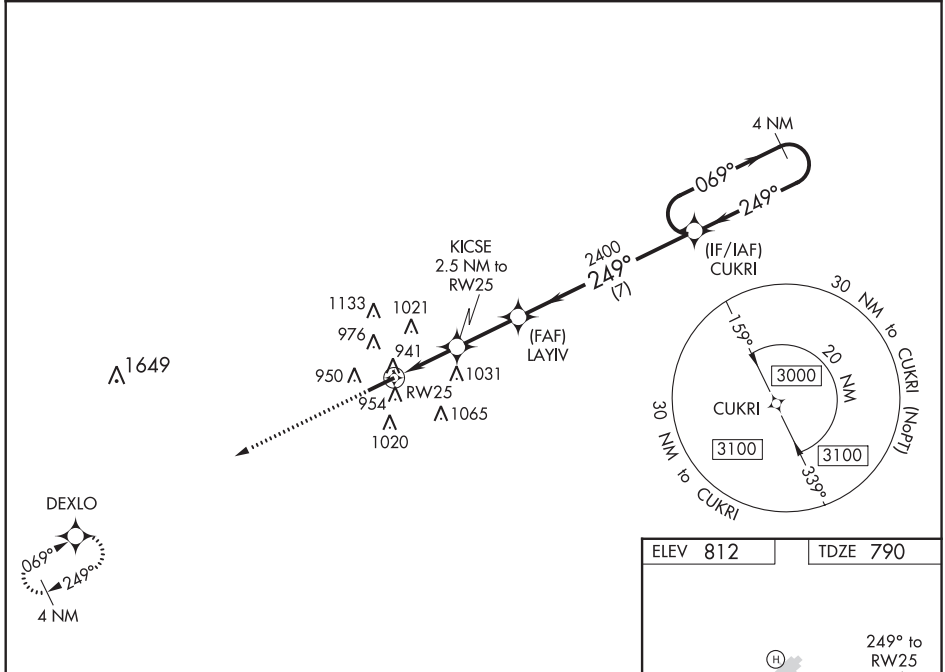 4 NM
069°
249°
(IF/IAF)
CUKRI
2400
249°
(7)
KICSE
2.5 NM to
RW25
(FAF)
LAYIV
1133
1021
976
941
950
RW25
954
1031
1065
1020
1649
30 NM to CUKRI (NoPT)
159°
20 NM
3000
CUKRI
3100
3100
339°
30 NM to CUKRI
DEXLO
069°
249°
4 NM
ELEV 812
TDZE 790
249° to
RW25
H